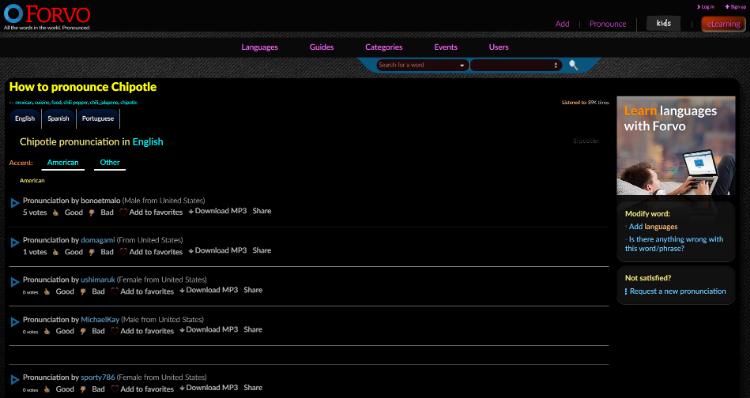 Log in
Sign up
FORVO
All the words in the world. Pronounced.
Add
Pronounce
kids
eLearning
Languages
Guides
Categories
Events
Users
Search for a word
How to pronounce Chipotle
in: mexican, cuisine, food, chili pepper, chili, jalapeno, chipotle
Listened to: 59K times
English
Spanish
Portuguese
Chipotle pronunciation in English
Accent:
American
Other
American
Pronunciation by bonoetmalo (Male from United States)
5 votes Good Bad Add to favorites Download MP3 Share
Pronunciation by domagami (From United States)
1 votes Good Bad Add to favorites Download MP3 Share
Pronunciation by ushimaruk (Female from United States)
0 votes Good Bad Add to favorites Download MP3 Share
Pronunciation by MichaelKay (Male from United States)
0 votes Good Bad Add to favorites Download MP3 Share
Pronunciation by sporty786 (Female from United States)
0 votes Good Bad Add to favorites Download MP3 Share
Learn languages
with Forvo
Modify word:
Add languages
Is there anything wrong with
this word/phrase?
Not satisfied?
Request a new pronunciation